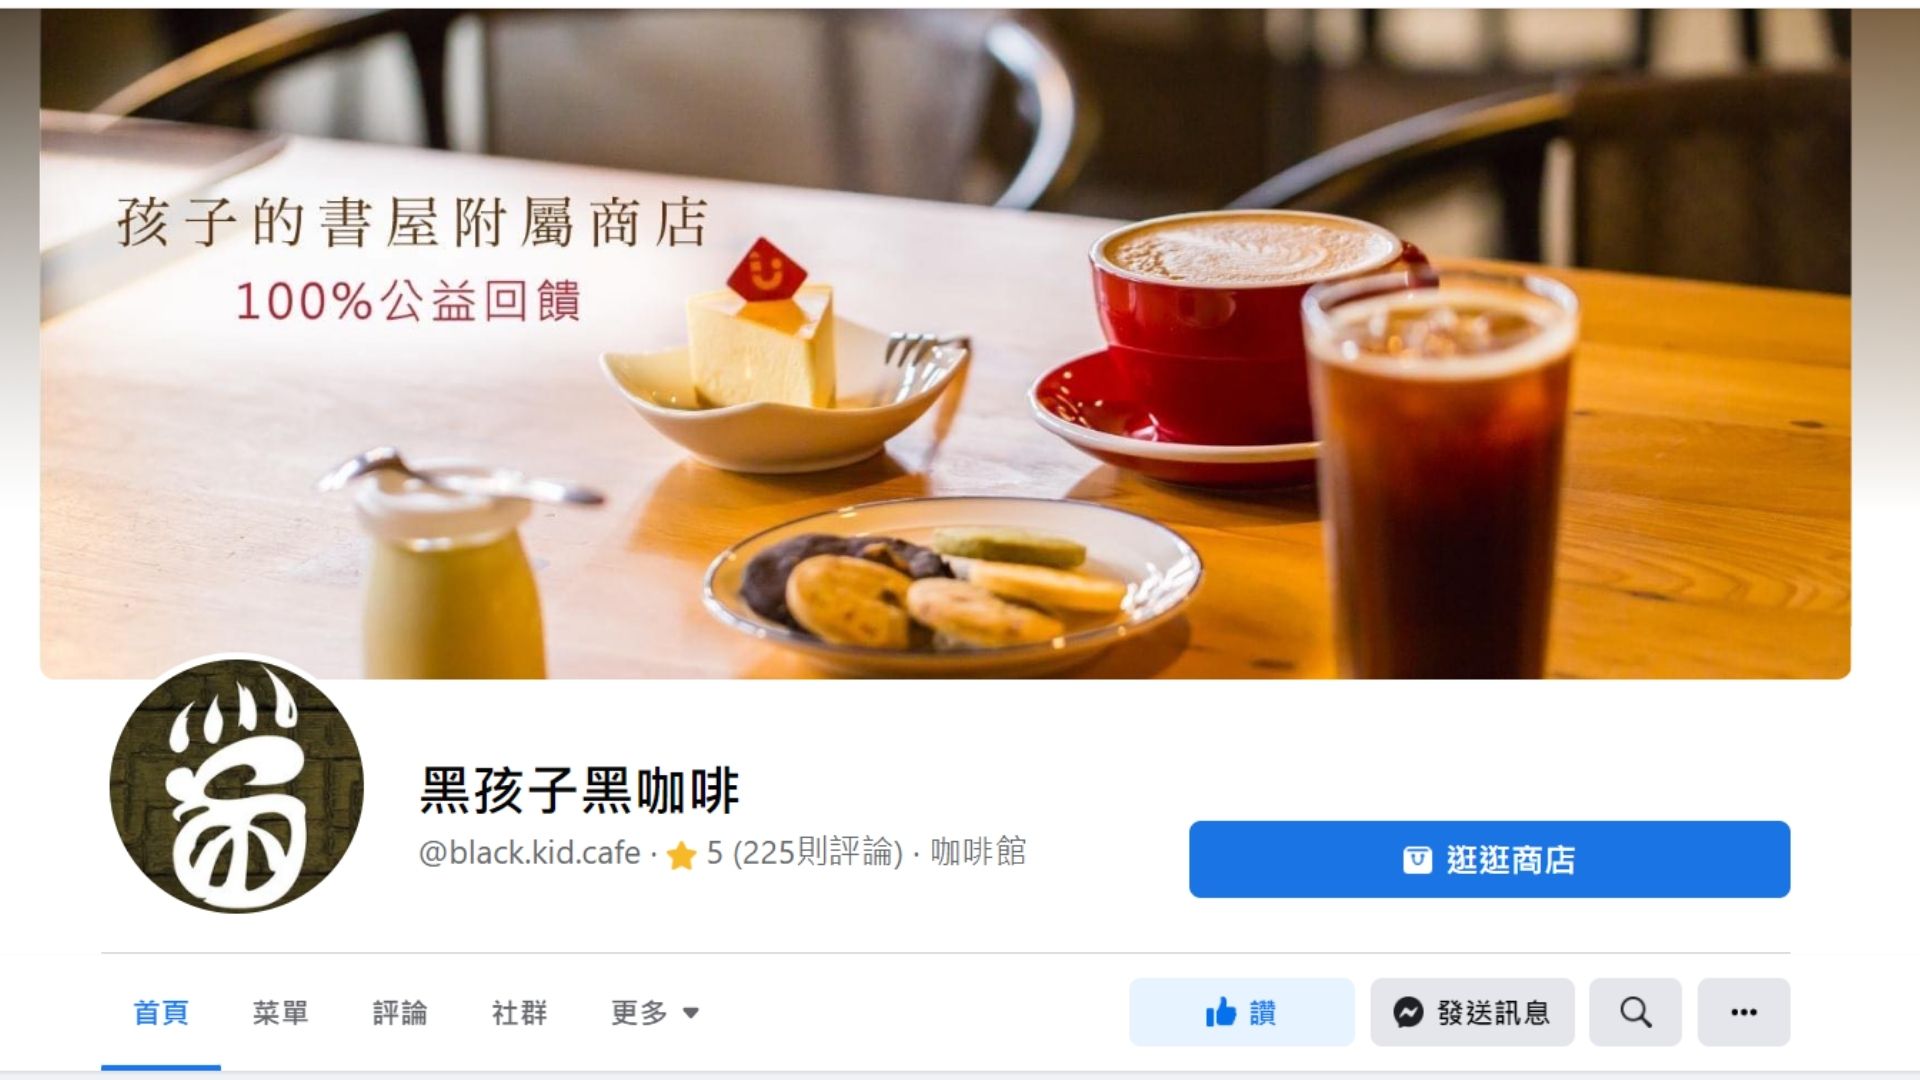 孩子的書屋附屬商店
100%公益回饋
黑孩子黑咖啡
@black.kid.cafe · 5 (225則評論) · 咖啡館
逛逛商店
首頁 菜單 評論 社群 更多 讚 發送訊息